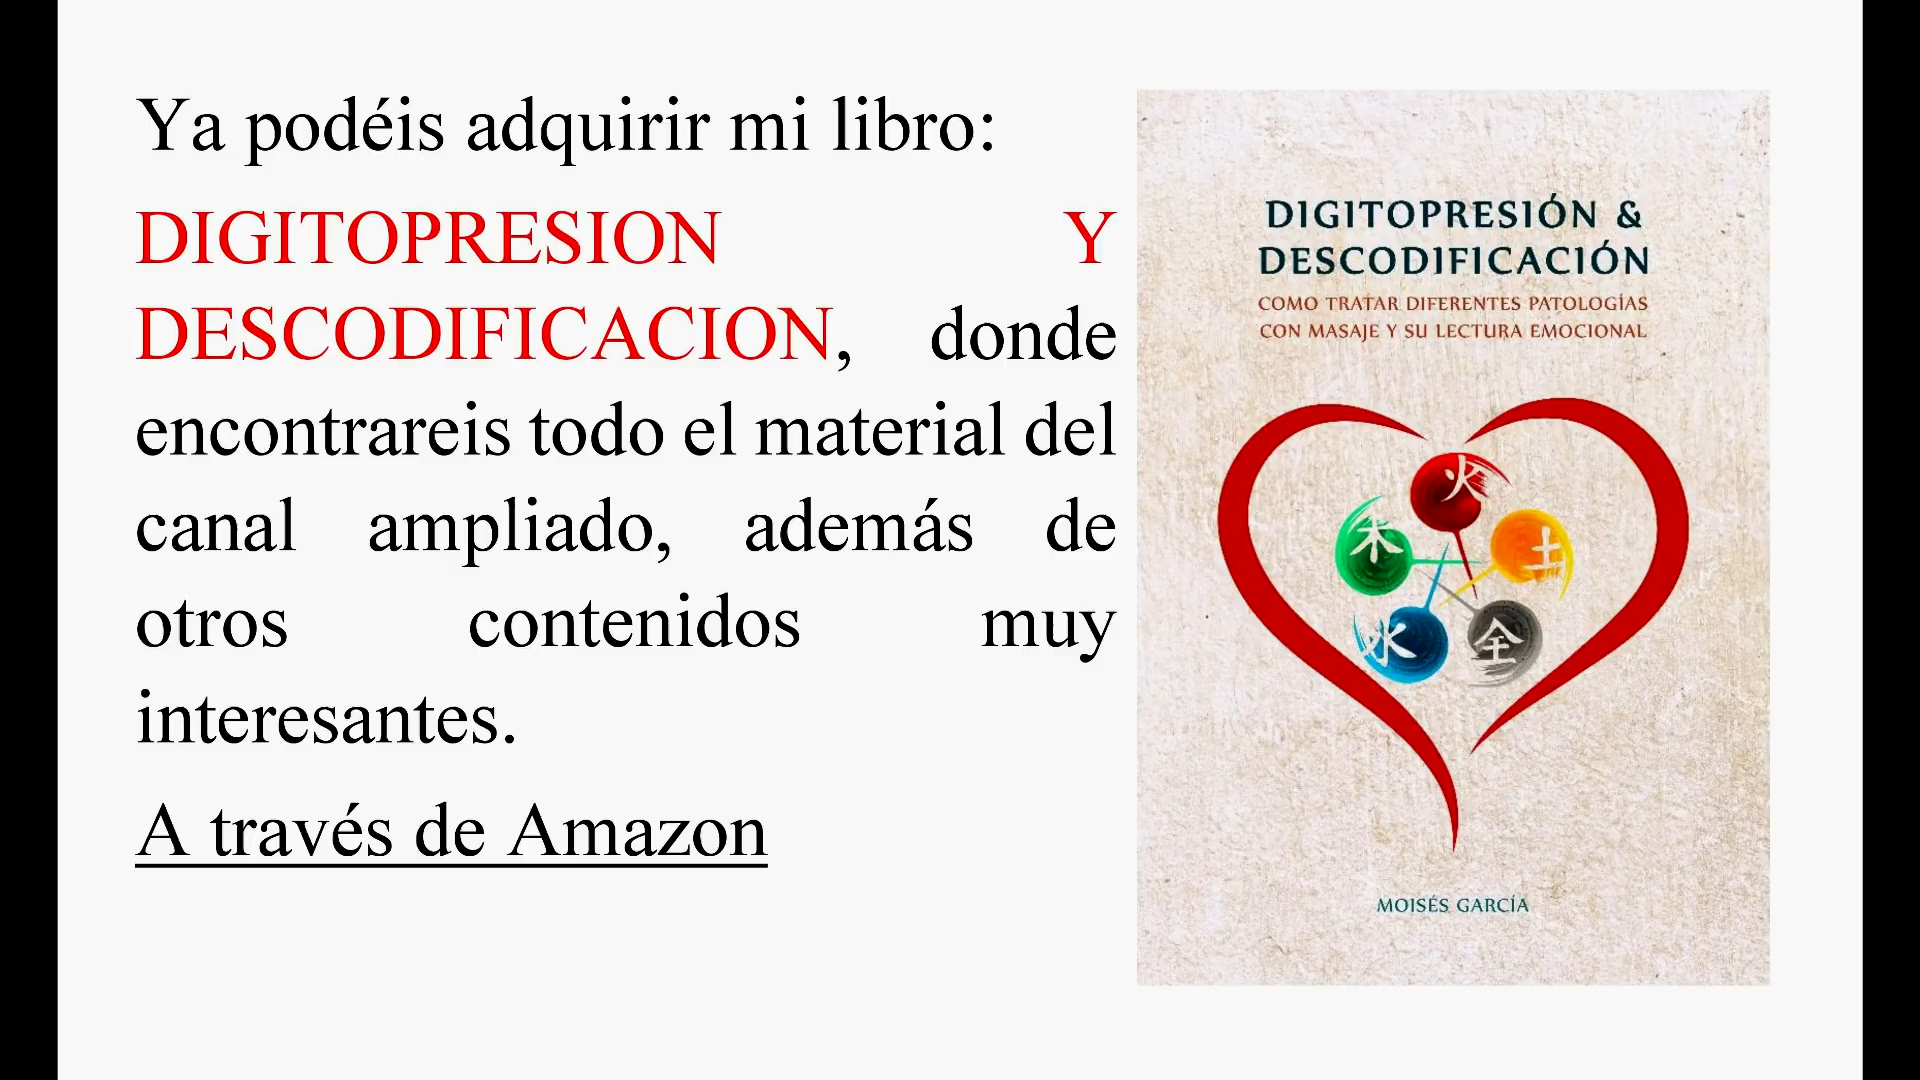 Ya podéis adquirir mi libro:
DIGITOPRESION Y
DESCODIFICACION, donde
encontrareis todo el material del
canal ampliado, además de
otros contenidos muy
interesantes.
A través de Amazon
DIGITOPRESIÓN &
DESCODIFICACIÓN
COMO TRATAR DIFERENTES PATOLOGÍAS
CON MASAJE Y SU LECTURA EMOCIONAL
火
木
土
水
金
MOISÉS GARCÍA